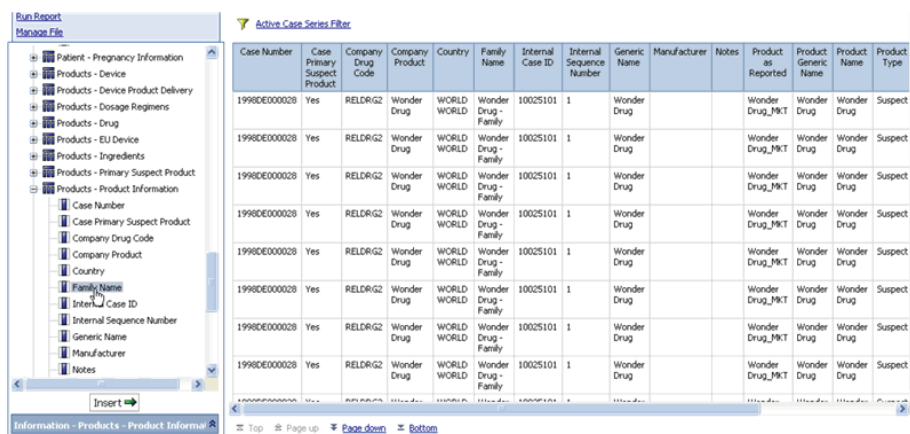 Run Report
Manage File
Active Case Series Filter
Patient - Pregnancy Information
Products - Device
Products - Device Product Delivery
Products - Dosage Regimens
Products - Drug
Products - EU Device
Products - Ingredients
Products - Primary Suspect Product
Products - Product Information
Case Number
Case Primary Suspect Product
Company Drug Code
Company Product
Country
Family Name
Internal Case ID
Internal Sequence Number
Generic Name
Manufacturer
Notes
Insert
Information - Products - Product Informa
Case Number Case Primary Suspect Product Company Drug Code Company Product Country Family Name Internal Case ID Internal Sequence Number Generic Name Manufacturer Notes Product as Reported Product Generic Name Product Name Product Type
1998DE000028 Yes RELDRG2 Wonder Drug WORLD WORLD Wonder Drug - Family 10025101 1 Wonder Drug Wonder Drug_MKT Wonder Drug Wonder Drug Suspect
1998DE000028 Yes RELDRG2 Wonder Drug WORLD WORLD Wonder Drug - Family 10025101 1 Wonder Drug Wonder Drug_MKT Wonder Drug Wonder Drug Suspect
1998DE000028 Yes RELDRG2 Wonder Drug WORLD WORLD Wonder Drug - Family 10025101 1 Wonder Drug Wonder Drug_MKT Wonder Drug Wonder Drug Suspect
1998DE000028 Yes RELDRG2 Wonder Drug WORLD WORLD Wonder Drug - Family 10025101 1 Wonder Drug Wonder Drug_MKT Wonder Drug Wonder Drug Suspect
1998DE000028 Yes RELDRG2 Wonder Drug WORLD WORLD Wonder Drug - Family 10025101 1 Wonder Drug Wonder Drug_MKT Wonder Drug Wonder Drug Suspect
1998DE000028 Yes RELDRG2 Wonder Drug WORLD WORLD Wonder Drug - Family 10025101 1 Wonder Drug Wonder Drug_MKT Wonder Drug Wonder Drug Suspect
1998DE000028 Yes RELDRG2 Wonder Drug WORLD WORLD Wonder Drug - Family 10025101 1 Wonder Drug Wonder Drug_MKT Wonder Drug Wonder Drug Suspect
1998DE000028 Yes RELDRG2 Wonder Drug WORLD WORLD Wonder Drug - Family 10025101 1 Wonder Drug Wonder Drug_MKT Wonder Drug Wonder Drug Suspect
Top Page up Page down Bottom